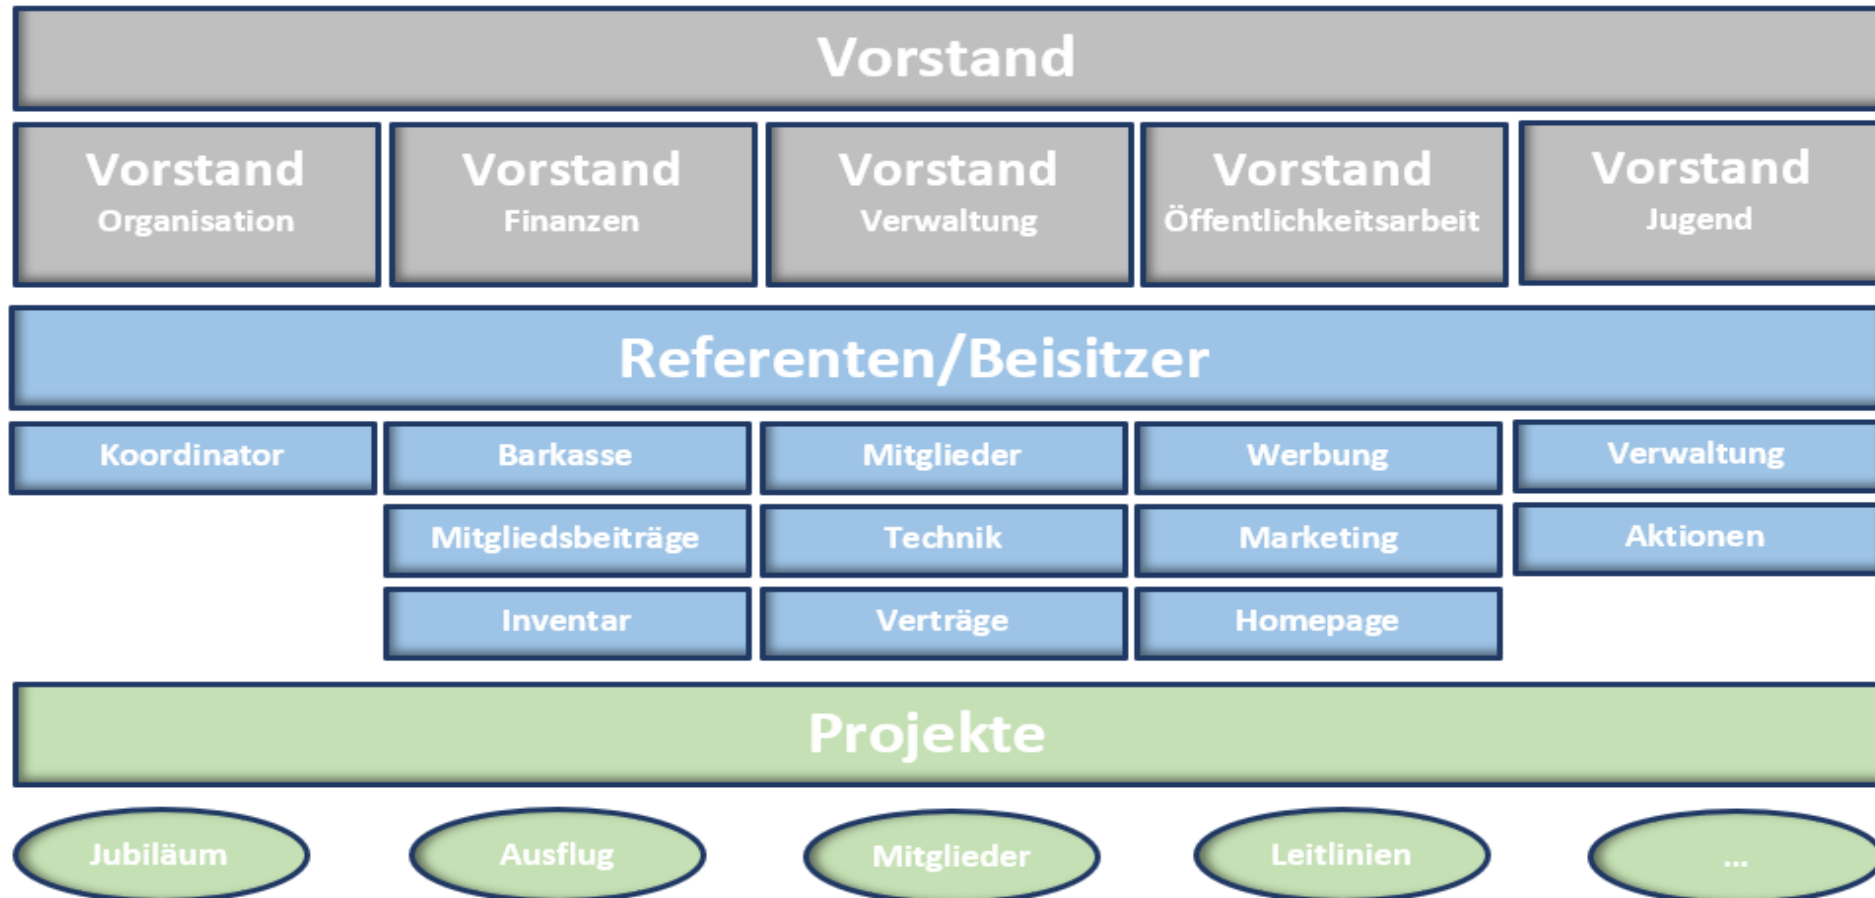 Vorstand
Vorstand Vorstand Vorstand Vorstand Vorstand
Organisation Finanzen Verwaltung Öffentlichkeitsarbeit Jugend
Referenten/Beisitzer
Koordinator Barkasse Mitglieder Werbung Verwaltung
Mitgliedsbeiträge Technik Marketing Aktionen
Inventar Verträge Homepage
Projekte
Jubiläum Ausflug Mitglieder Leitlinien ...